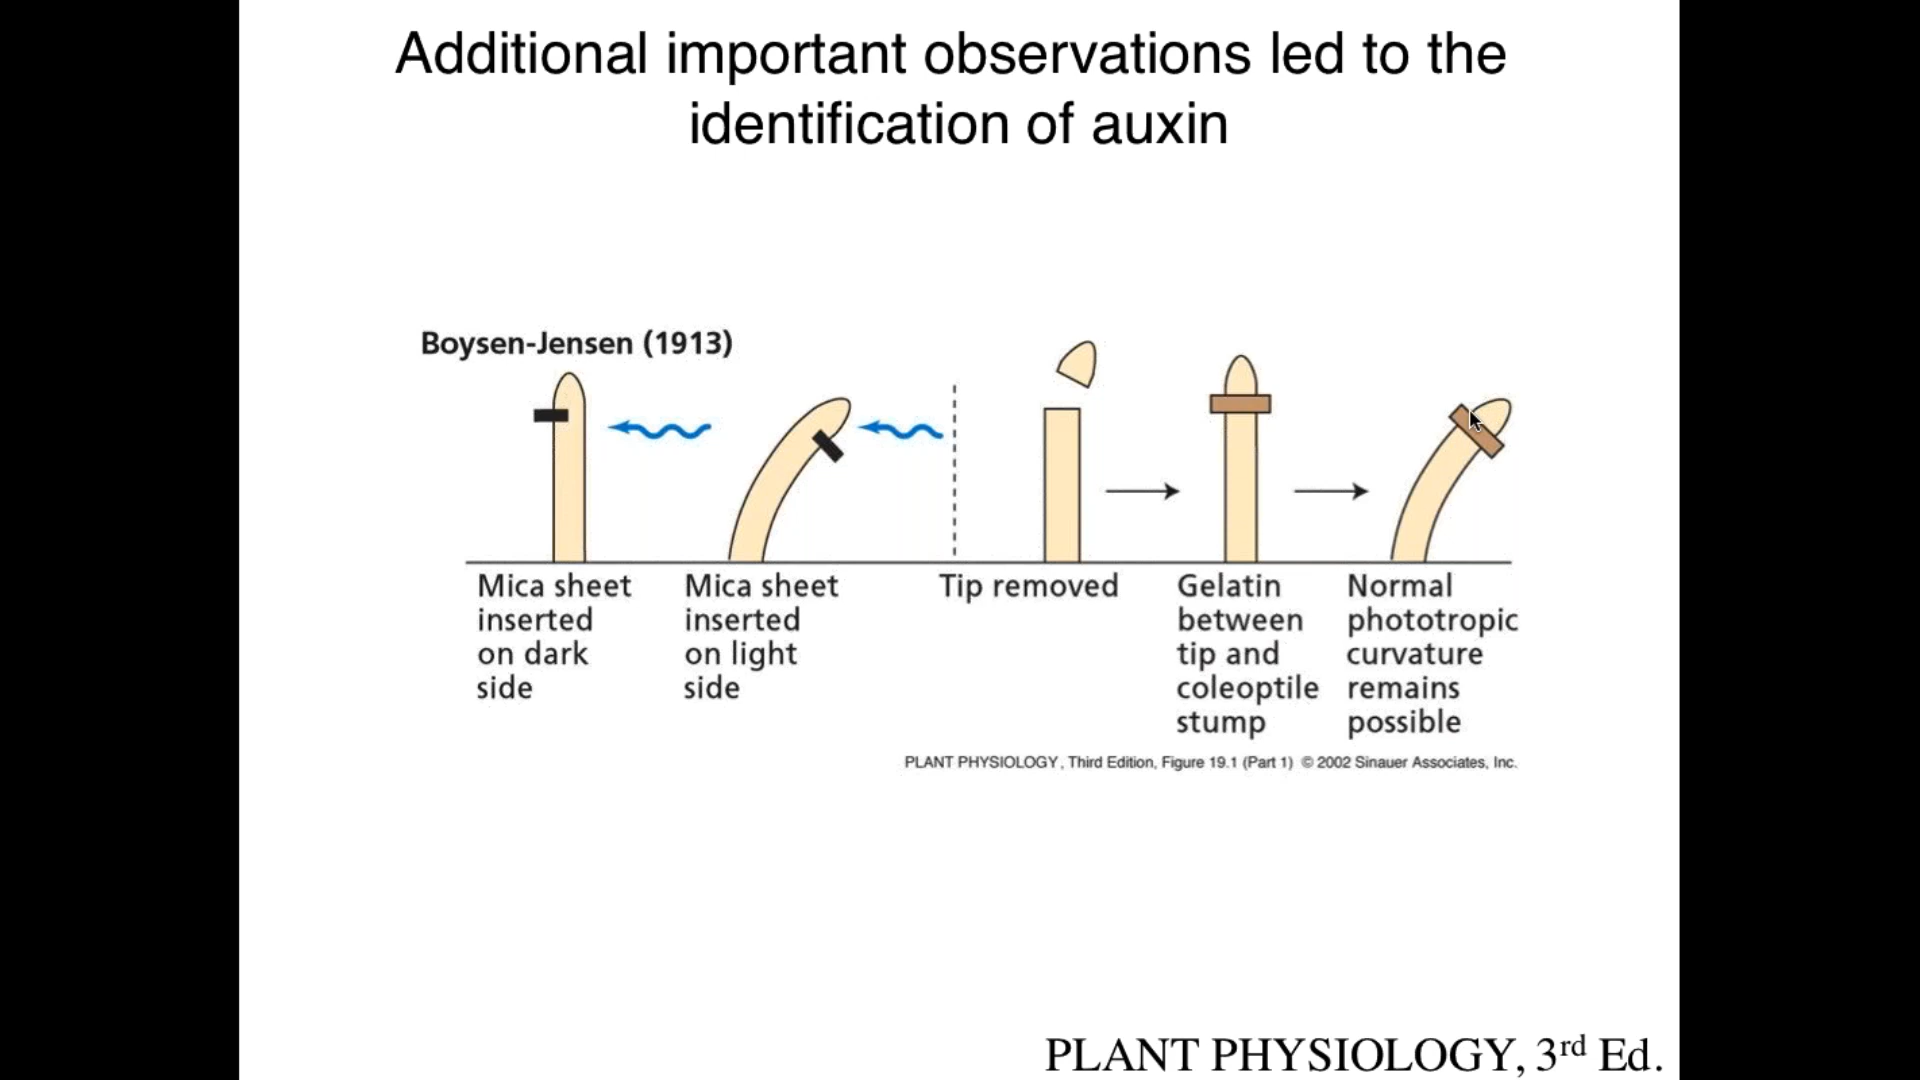 Additional important observations led to the
identification of auxin
Boysen-Jensen (1913)
Mica sheet
inserted
on dark
side
Mica sheet
inserted
on light
side
Tip removed
Gelatin
between
tip and
coleoptile
stump
Normal
phototropic
curvature
remains
possible
PLANT PHYSIOLOGY, Third Edition, Figure 19.1 (Part 1) © 2002 Sinauer Associates, Inc.
PLANT PHYSIOLOGY, 3rd Ed.